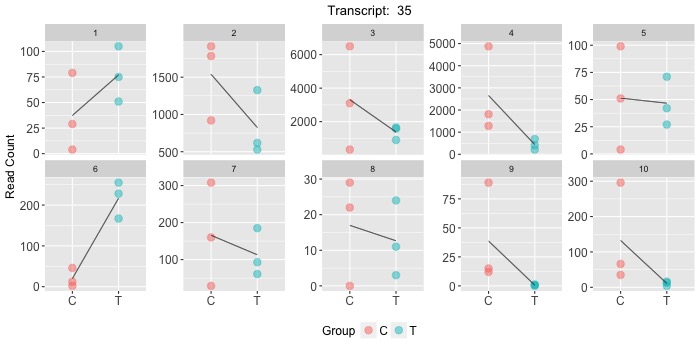 Transcript: 35
1 2 3 4 5
100 75 50 25 0
1500 1000 500
6000 4000 2000
5000 4000 3000 2000 1000 0
100 75 50 25 0
Read Count
6 7 8 9 10
200 100 0
300 200 100
30 20 10 0
75 50 25 0
300 200 100 0
C T C T C T C T C T
Group C T